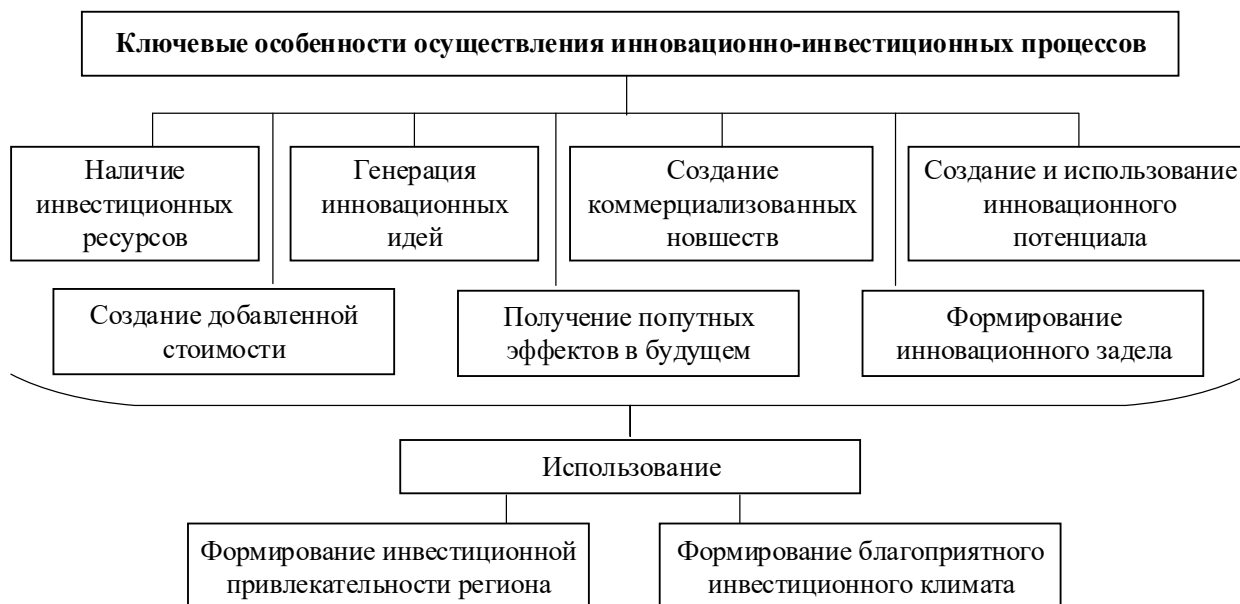 Ключевые особенности осуществления инновационно-инвестиционных процессов
Наличие
инвестиционных
ресурсов
Генерация
инновационных
идей
Создание
коммерциализованных
новшеств
Создание и использование
инновационного
потенциала
Создание добавленной
стоимости
Получение попутных
эффектов в будущем
Формирование
инновационного задела
Использование
Формирование инвестиционной
привлекательности региона
Формирование благоприятного
инвестиционного климата